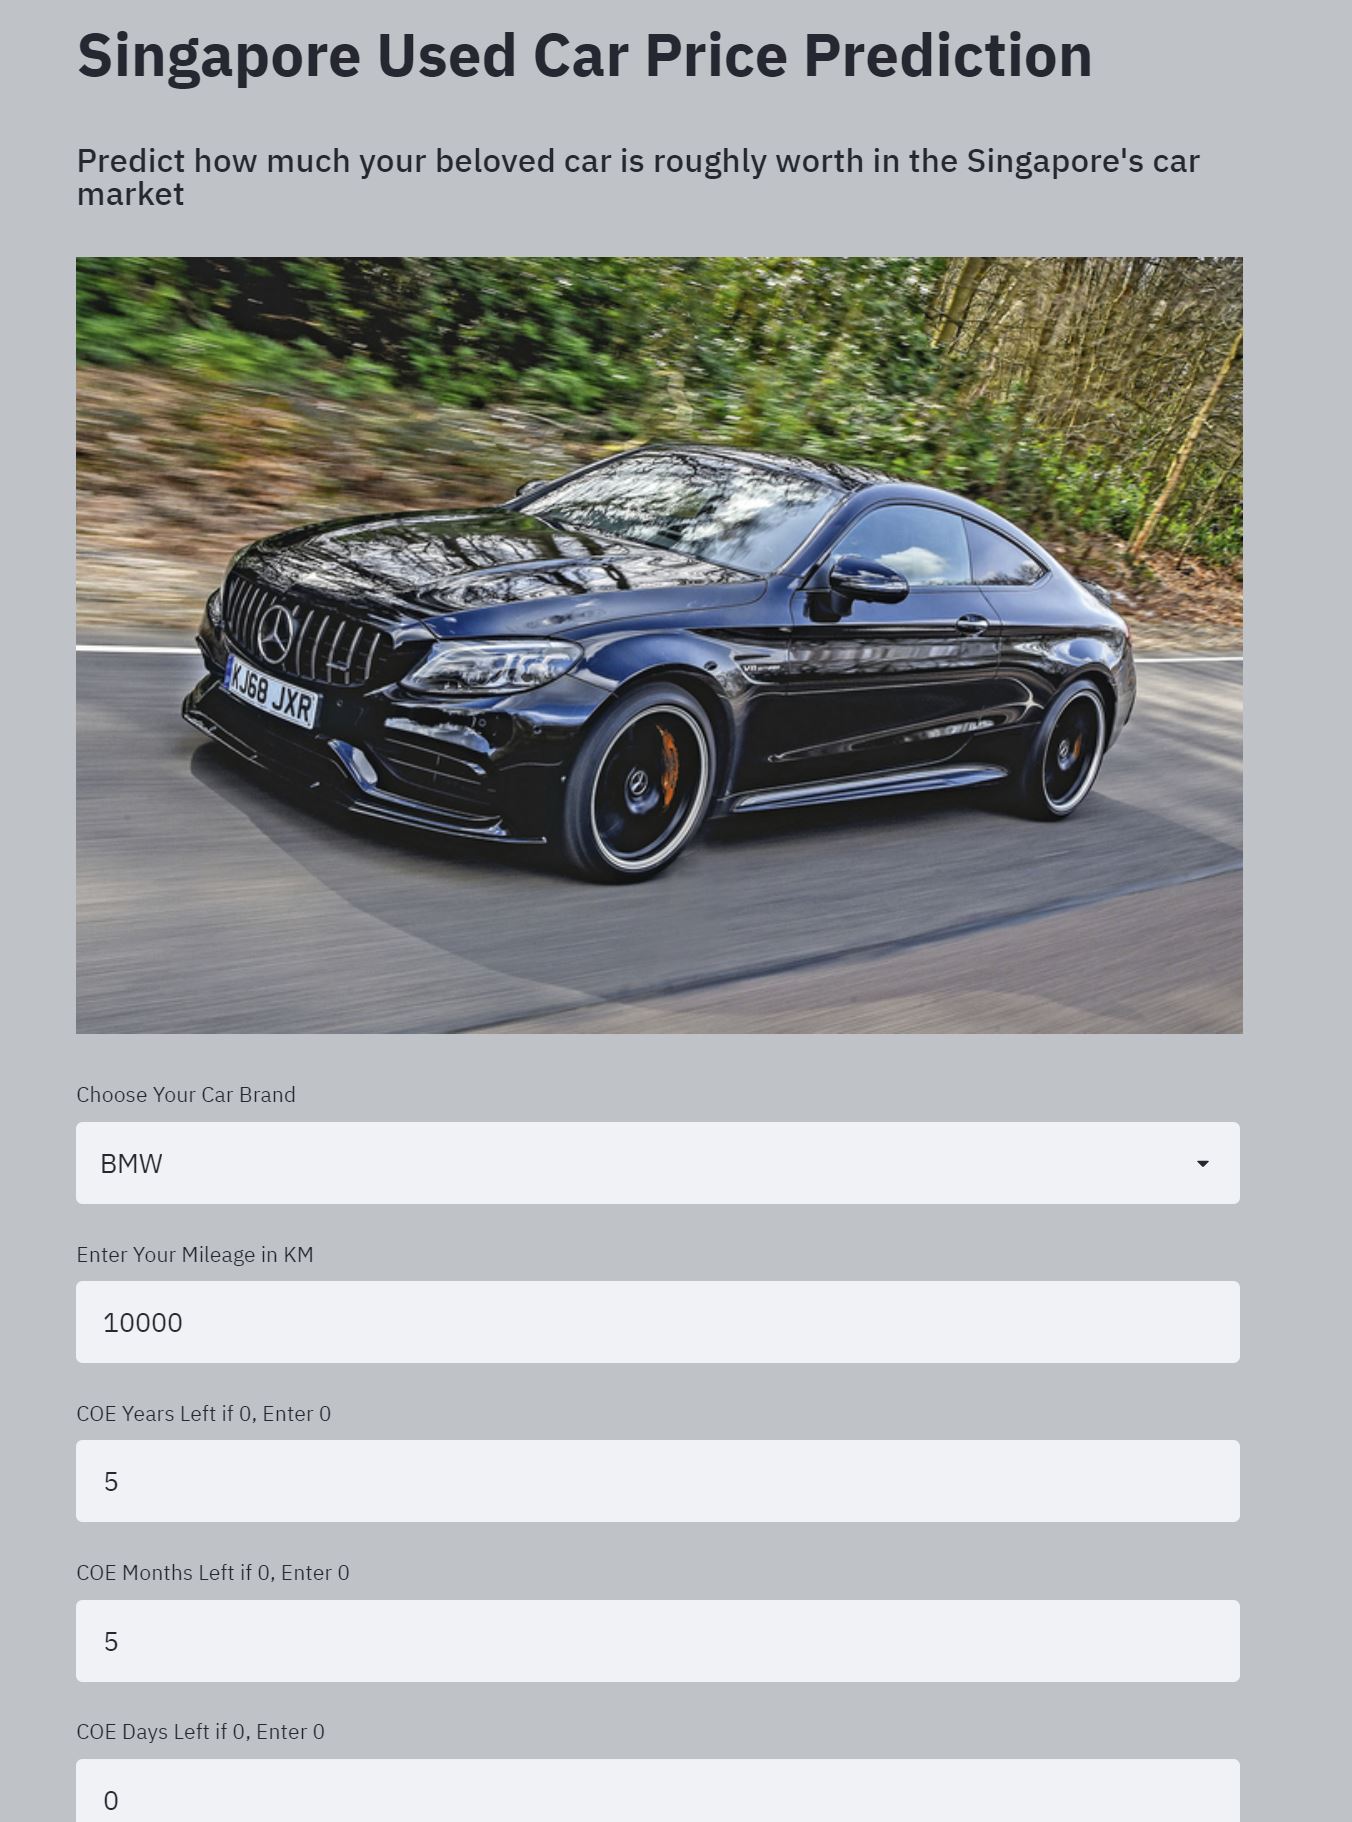 Singapore Used Car Price Prediction
Predict how much your beloved car is roughly worth in the Singapore's car
market
KJ68 JXR
Choose Your Car Brand
BMW
Enter Your Mileage in KM
10000
COE Years Left if 0, Enter 0
5
COE Months Left if 0, Enter 0
5
COE Days Left if 0, Enter 0
0